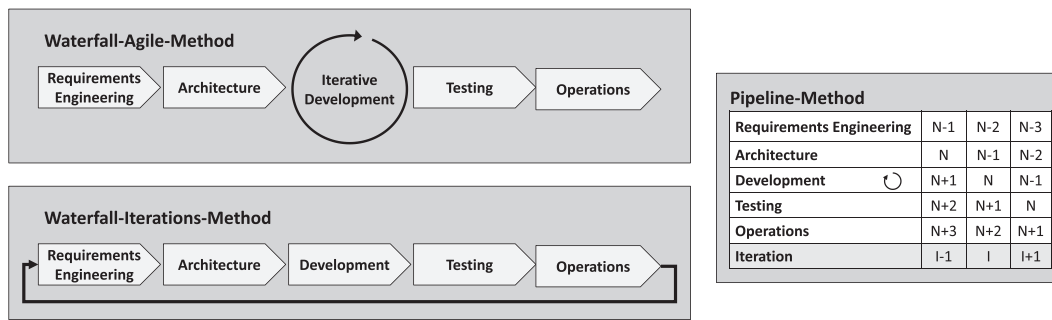 Waterfall-Agile-Method
Requirements
Engineering
Architecture
Iterative
Development
Testing
Operations
Waterfall-Iterations-Method
Requirements
Engineering
Architecture
Development
Testing
Operations
Pipeline-Method
Requirements Engineering N-1 N-2 N-3
Architecture N N-1 N-2
Development N+1 N N-1
Testing N+2 N+1 N
Operations N+3 N+2 N+1
Iteration I-1 I I+1